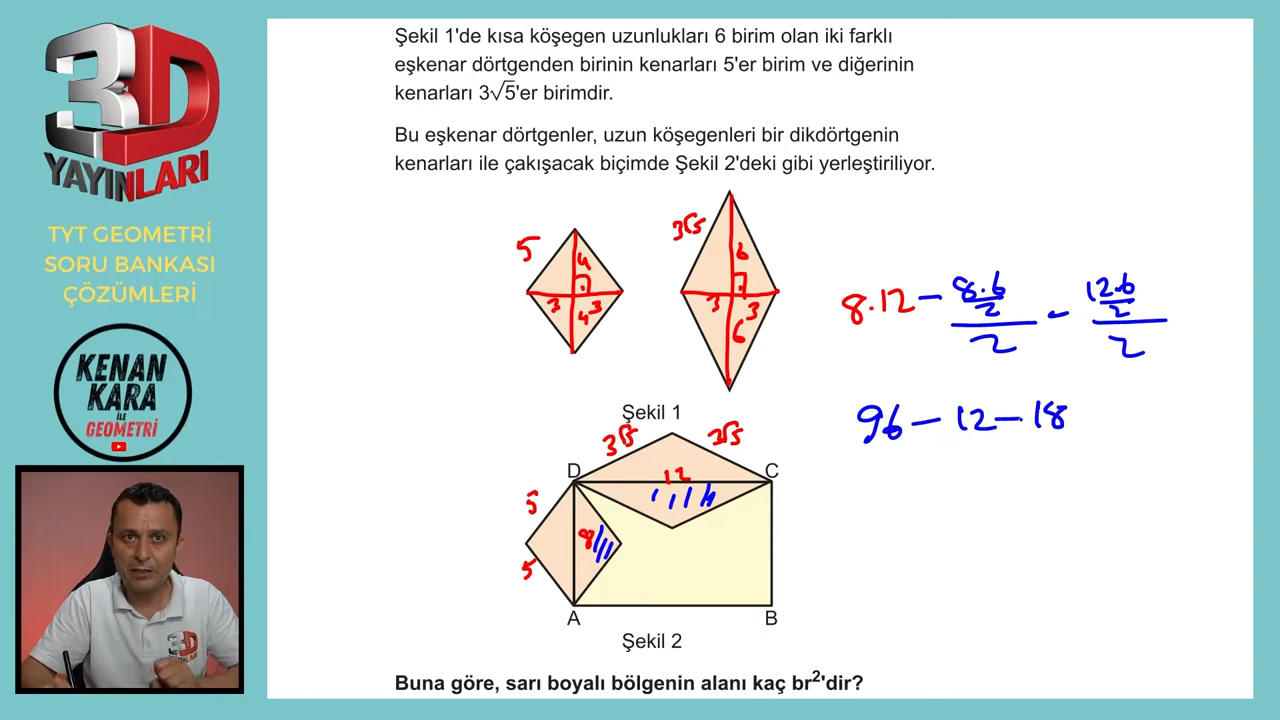 3D
YAYINLARI
TYT GEOMETRİ
SORU BANKASI
ÇÖZÜMLERİ
KENAN
KARA
İLE
GEOMETRİ
3D
YAYINLARI
Şekil 1'de kısa köşegen uzunlukları 6 birim olan iki farklı
eşkenar dörtgenden birinin kenarları 5'er birim ve diğerinin
kenarları 3√5'er birimdir.
Bu eşkenar dörtgenler, uzun köşegenleri bir dikdörtgenin
kenarları ile çakışacak biçimde Şekil 2'deki gibi yerleştiriliyor.
5
4
3
3
4
3√5
6
3
3
6
Şekil 1
8.12 - 8.6/2/2 - 12.6/2/2
96 - 12 - 18
3√5
3√5
D
12
C
5
8
5
A
B
Şekil 2
Buna göre, sarı boyalı bölgenin alanı kaç br²'dir?